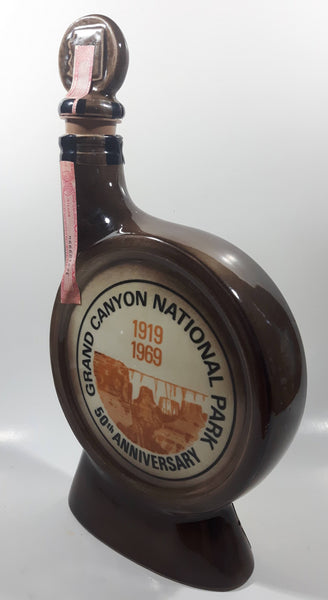 GRAND CANYON NATIONAL PARK
1919
1969
50th ANNIVERSARY